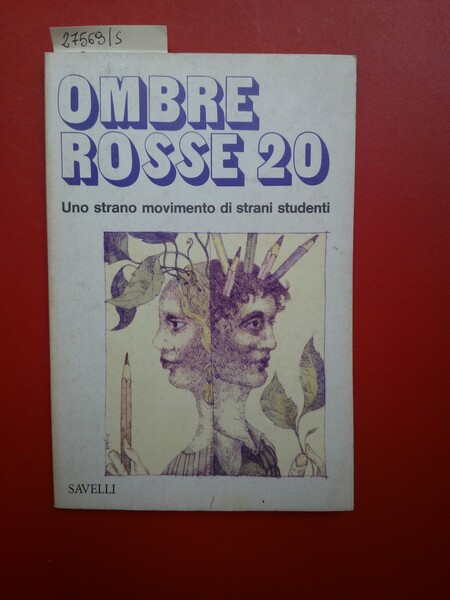 27569/S
OMBRE
ROSSE 20
Uno strano movimento di strani studenti
SAVELLI